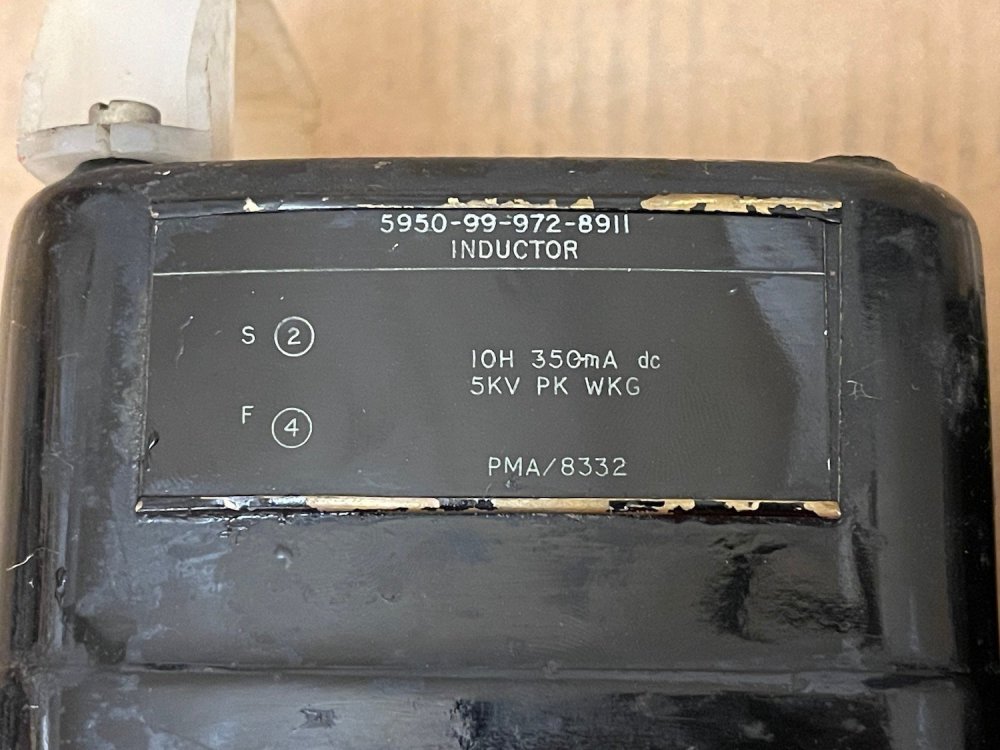 5950-99-972-8911
INDUCTOR
S 2
10H 350mA dc
5KV PK WKG
F 4
PMA/8332